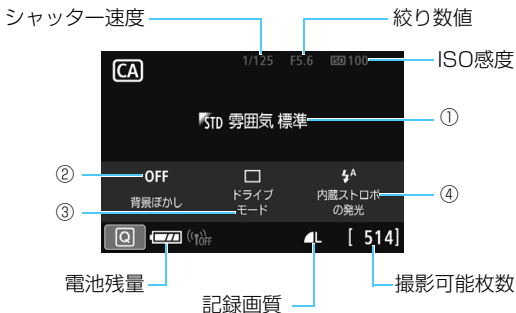 シャッター速度 絞り数値
1/125 F5.6 ISO 100 ISO感度
CA
STD 雰囲気 標準 ①
② OFF A
背景ぼかし ドライブ 内蔵ストロボ ④
③ モード の発光
Q ((ï)) OFF L [ 514]
電池残量 撮影可能枚数
記録画質